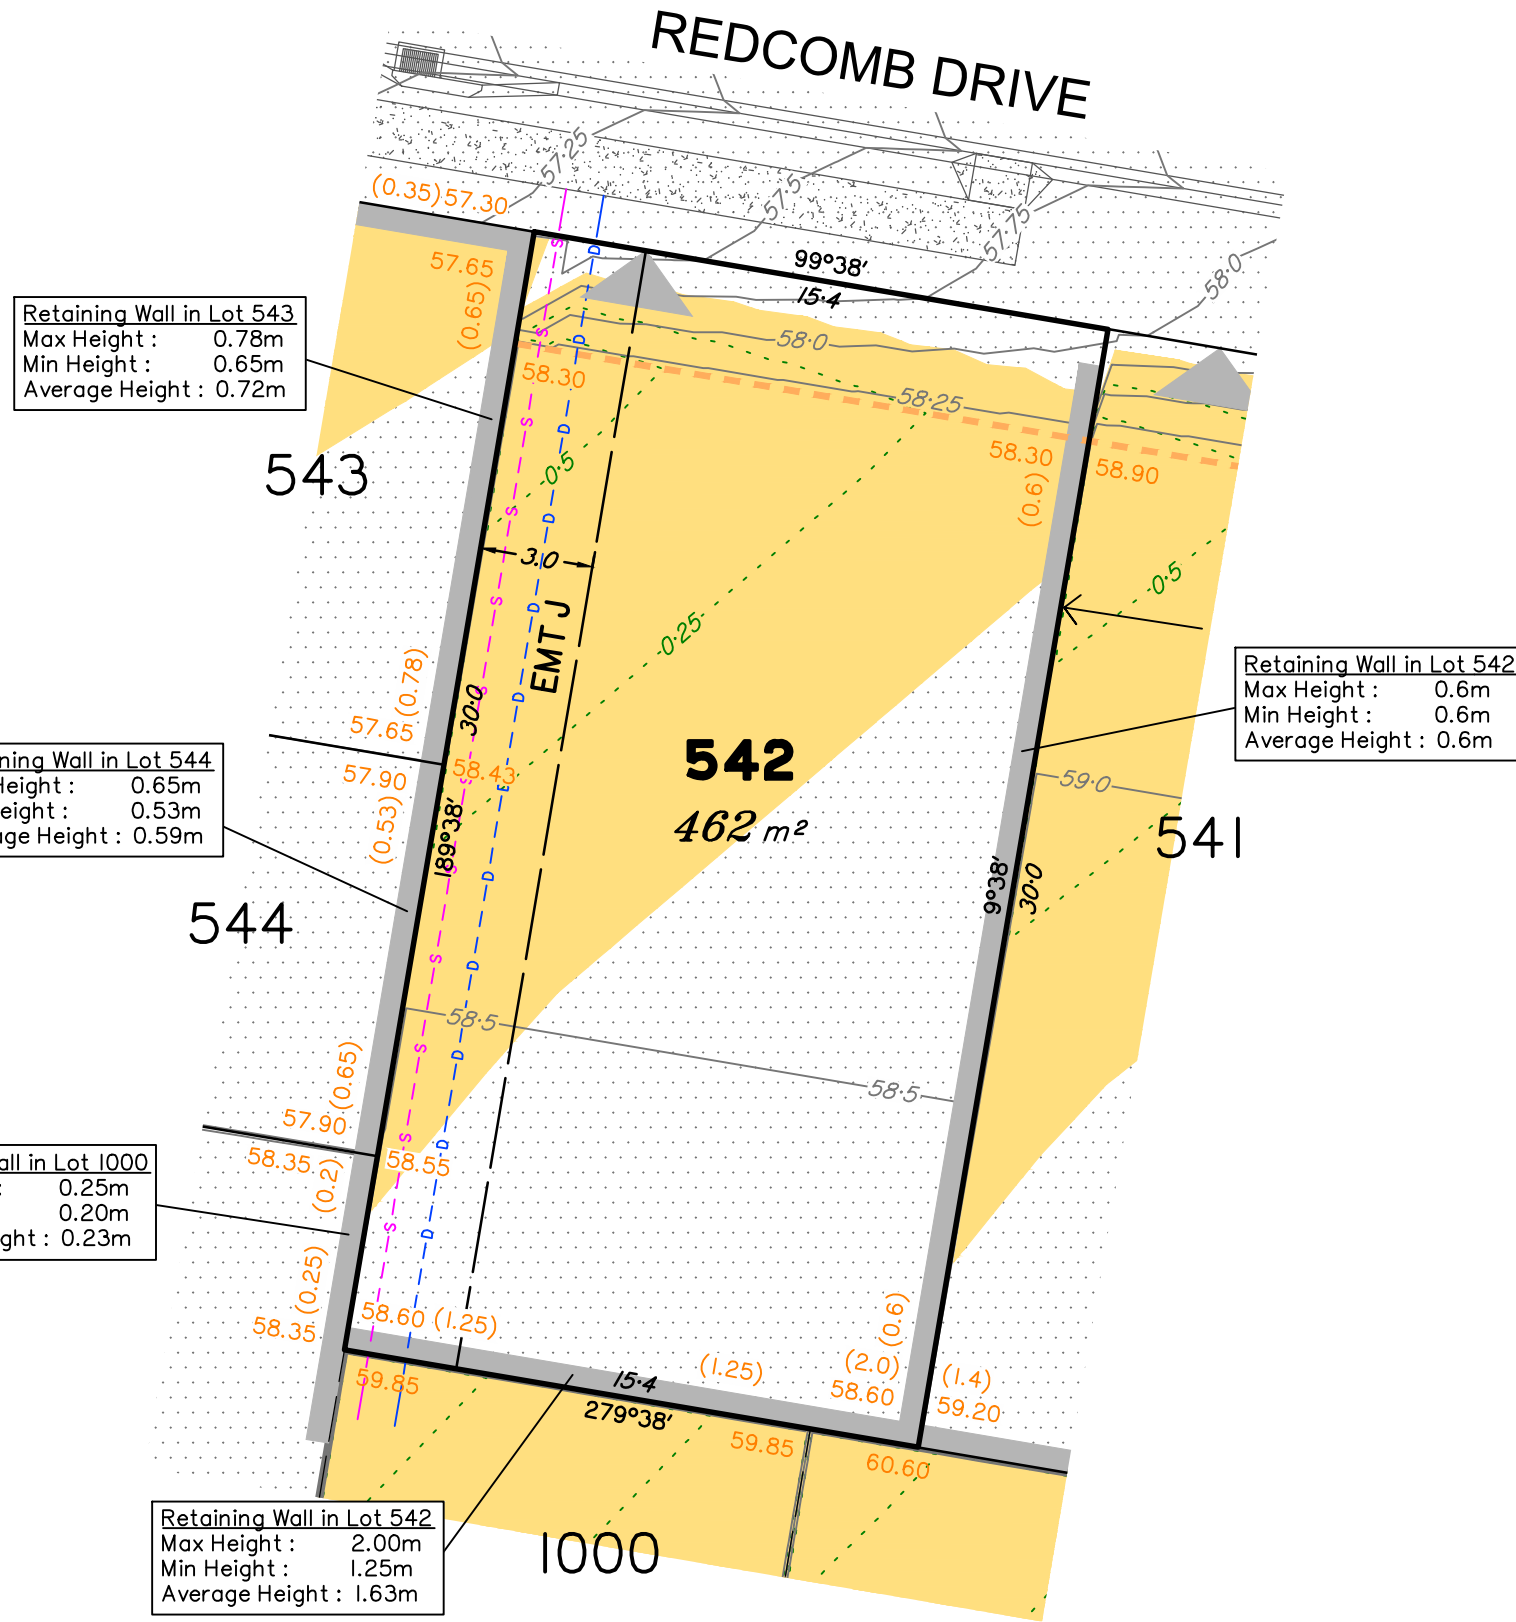 REDCOMB DRIVE
57.25
57.5
57.75
58.0
(0.35) 57.30
99°38'
15.4
57.65
(0.65)
Retaining Wall in Lot 543
Max Height : 0.78m
Min Height : 0.65m
Average Height : 0.72m
S
D
58.0
58.25
58.30
58.30
(0.6)
58.90
543
-0.5
-0.25
-0.5
3.0
EMT J
(0.78)
57.65
30.0
Retaining Wall in Lot 542
Max Height : 0.6m
Min Height : 0.6m
Average Height : 0.6m
ning Wall in Lot 544
Height : 0.65m
eight : 0.53m
age Height : 0.59m
57.90
(0.53)
58.43
189°38'
542
462 m²
59.0
541
9°38'
30.0
544
58.5
58.5
(0.65)
57.90
58.35
(0.2)
58.55
all in Lot 1000
: 0.25m
0.20m
ght : 0.23m
(0.25)
58.35
58.60 (1.25)
59.85
15.4
279°38'
(1.25)
(0.6)
(2.0)
58.60
(1.4)
59.20
59.85
60.60
Retaining Wall in Lot 542
Max Height : 2.00m
Min Height : 1.25m
Average Height : 1.63m
1000